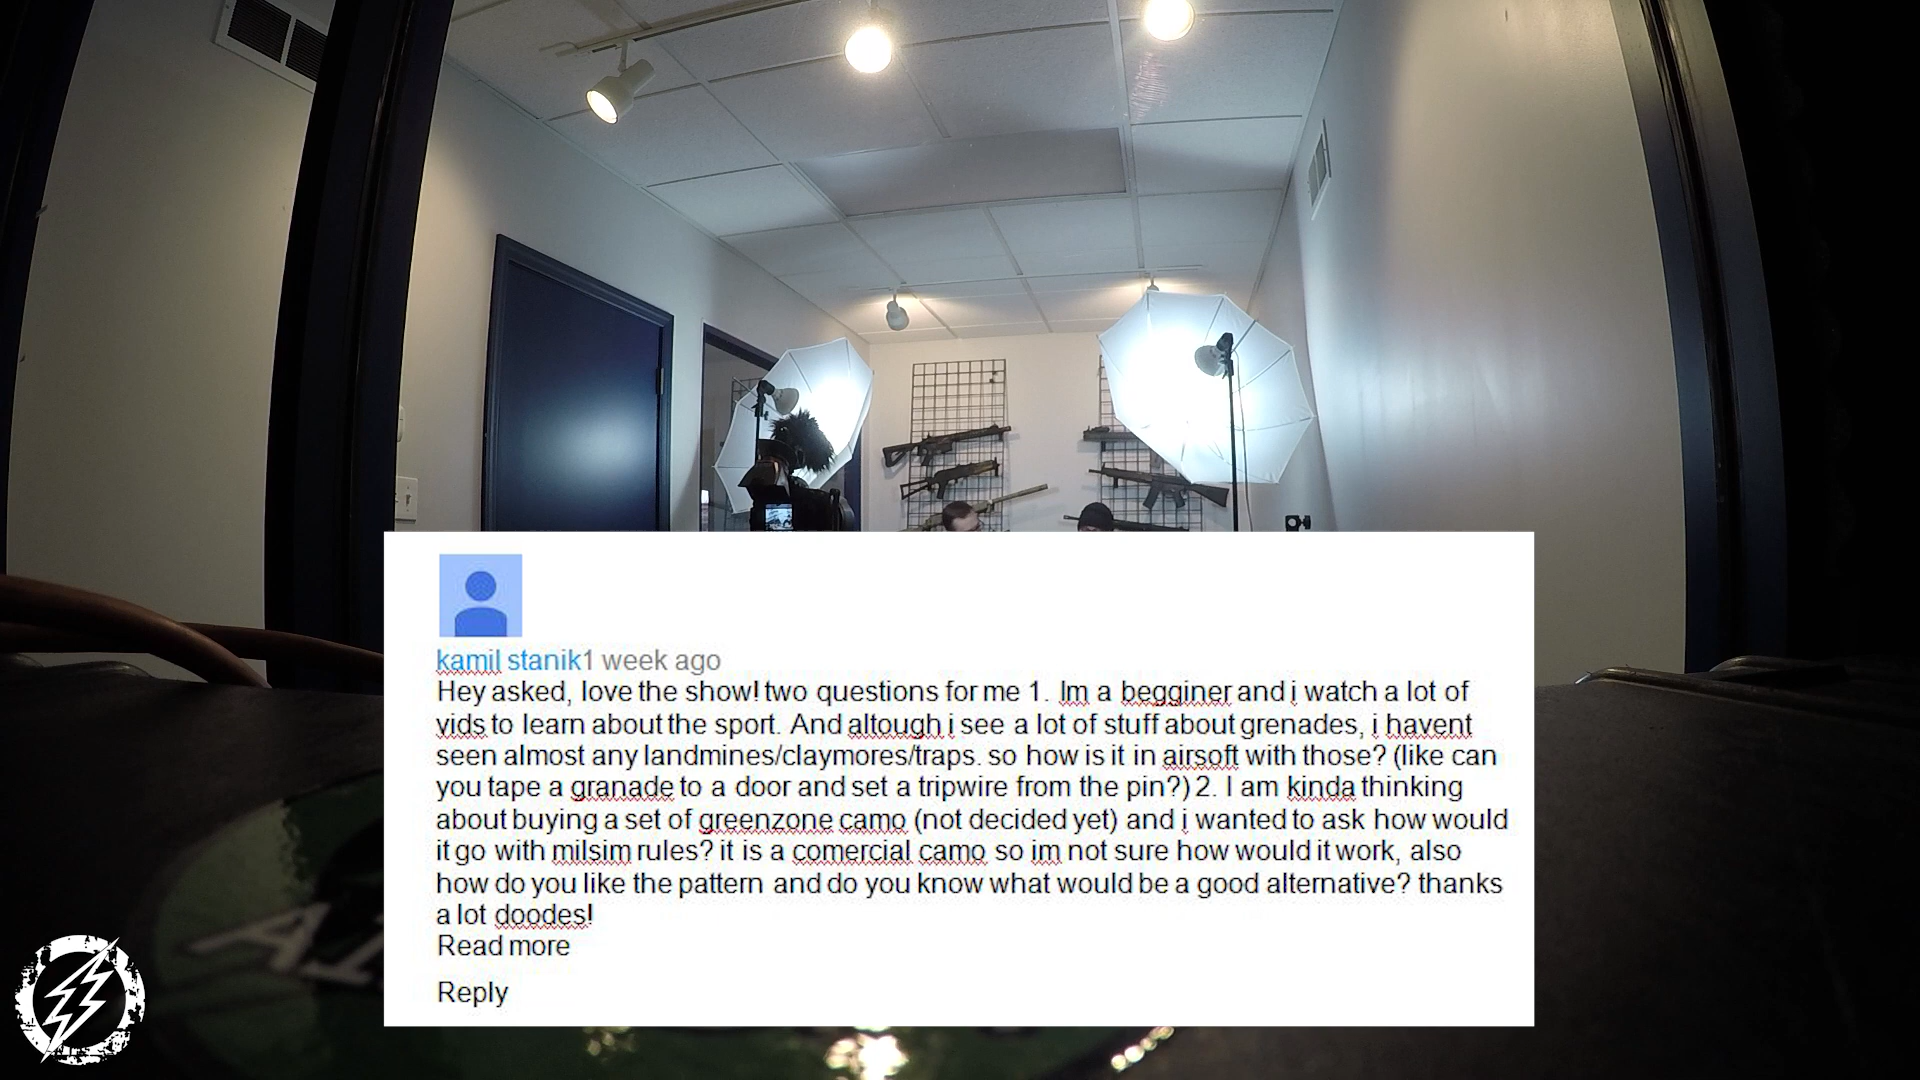 kamil stanik1 week ago
Hey asked, love the show! two questions for me 1. Im a begginer and i watch a lot of
vids to learn about the sport. And altough i see a lot of stuff about grenades, i havent
seen almost any landmines/claymores/traps. so how is it in airsoft with those? (like can
you tape a granade to a door and set a tripwire from the pin?) 2. I am kinda thinking
about buying a set of greenzone camo (not decided yet) and i wanted to ask how would
it go with milsim rules? it is a comercial camo so im not sure how would it work, also
how do you like the pattern and do you know what would be a good alternative? thanks
a lot doodes!
Read more
Reply